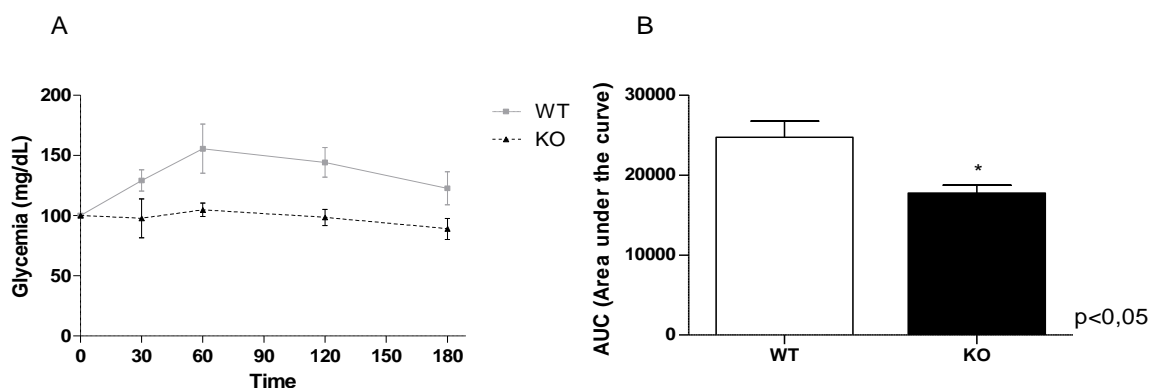 A
B
200
150
100
50
0
Glycemia (mg/dL)
0 30 60 90 120 150 180
Time
WT
KO
30000
20000
10000
0
AUC (Area under the curve)
*
WT KO
p<0,05